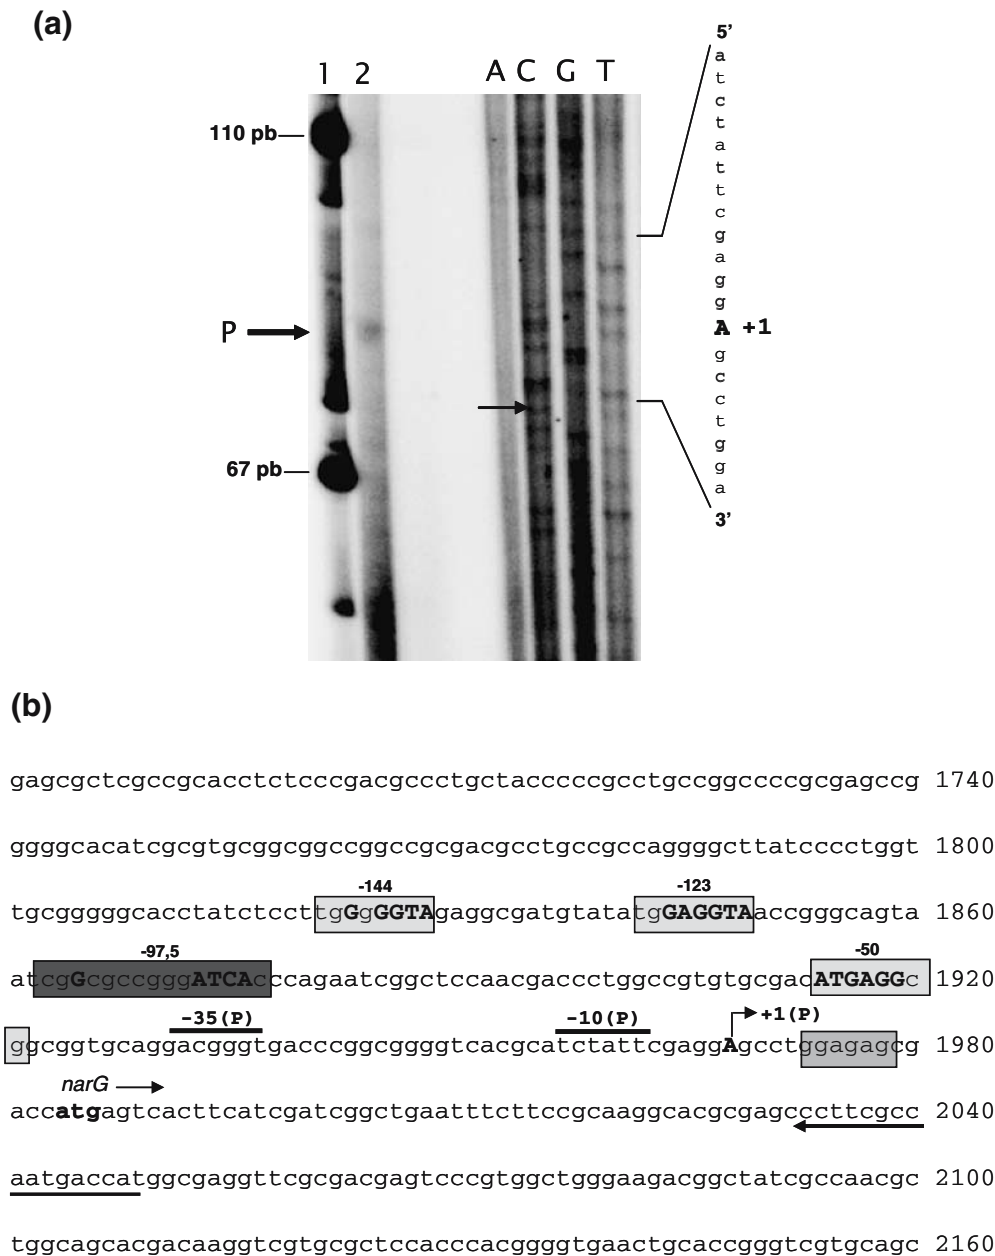 (a)
1 2 A C G T
110 pb
P
67 pb
5’
a
t
c
t
a
t
t
c
g
a
g
g
A +1
g
c
c
t
g
g
a
3’
(b)
gagcgctcgccgcacctctcccgacgccctgctacccccgcctgccggccccgcgagccg 1740
ggggcacatcgcgtgcggcggccggccgcgacgcctgccgccaggggcttatcccctggt 1800
-144 -123
tgcgggggcacctatctccttgGgGGTAgaggcgatgtatatgGAGGTAaccgggcagta 1860
-97,5 -50
atcgGcgccgggATCAcccagaatcggctccaacgaccctggccgtgtgcgacATGAGGc 1920
-35(P) -10(P) +1(P)
ggcggtgcaggacgggtgacccggcggggtcacgcatctattcgaggAgcctggagagcg 1980
narG
accatgagtcacttcatcgatcggctgaatttcttccgcaaggcacgcgagcccttcgcc 2040
aatgaccatggcgaggttcgcgacgagtcccgtggctgggaagacggctatcgccaacgc 2100
tggcagcacgacaaggtcgtgcgctccacccacggggtgaactgcaccgggtcgtgcagc 2160